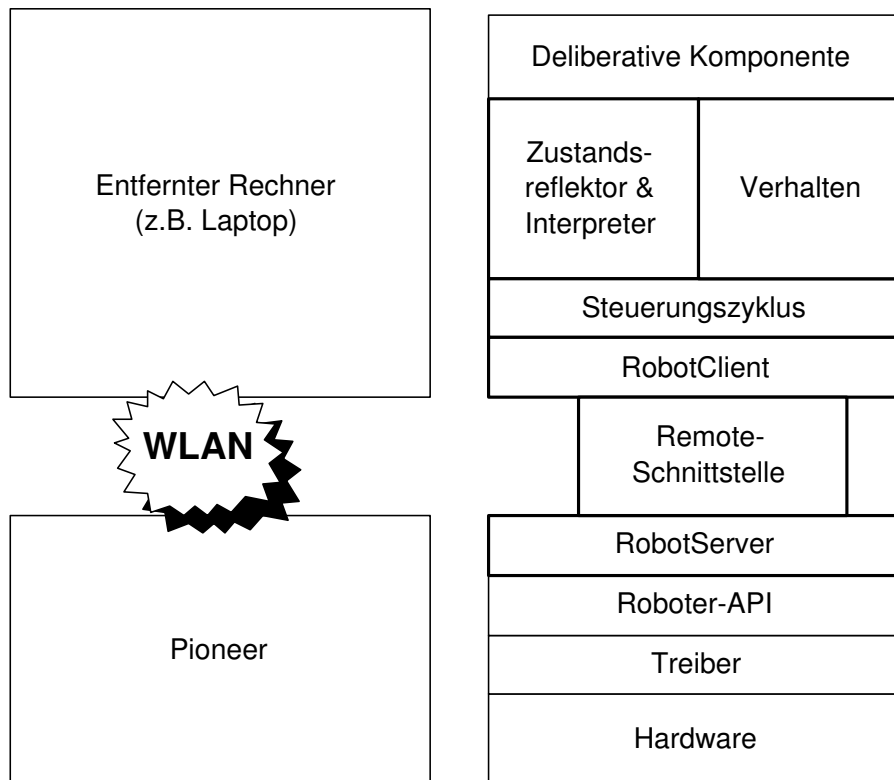 Entfernter Rechner
(z.B. Laptop)
WLAN
Pioneer
Deliberative Komponente
Zustands-
reflektor &
Interpreter
Verhalten
Steuerungszyklus
RobotClient
Remote-
Schnittstelle
RobotServer
Roboter-API
Treiber
Hardware